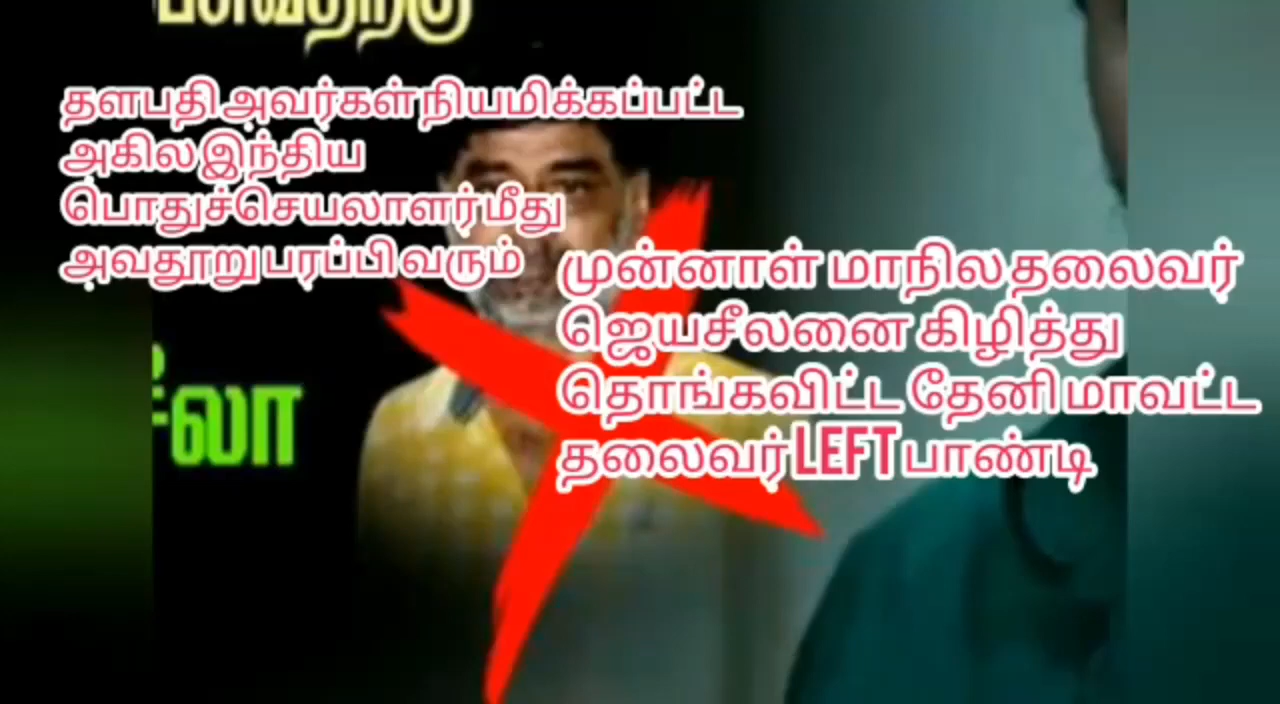 தளபதி அவர்கள் நியமிக்கப்பட்ட
அகில இந்திய
பொதுச்செயலாளர் மீது
அவதூறு பரப்பி வரும்
முன்னாள் மாநில தலைவர்
ஜெயசீலனை கிழித்து
தொங்கவிட்ட தேனி மாவட்ட
தலைவர் LEFT பாண்டி
சீலா